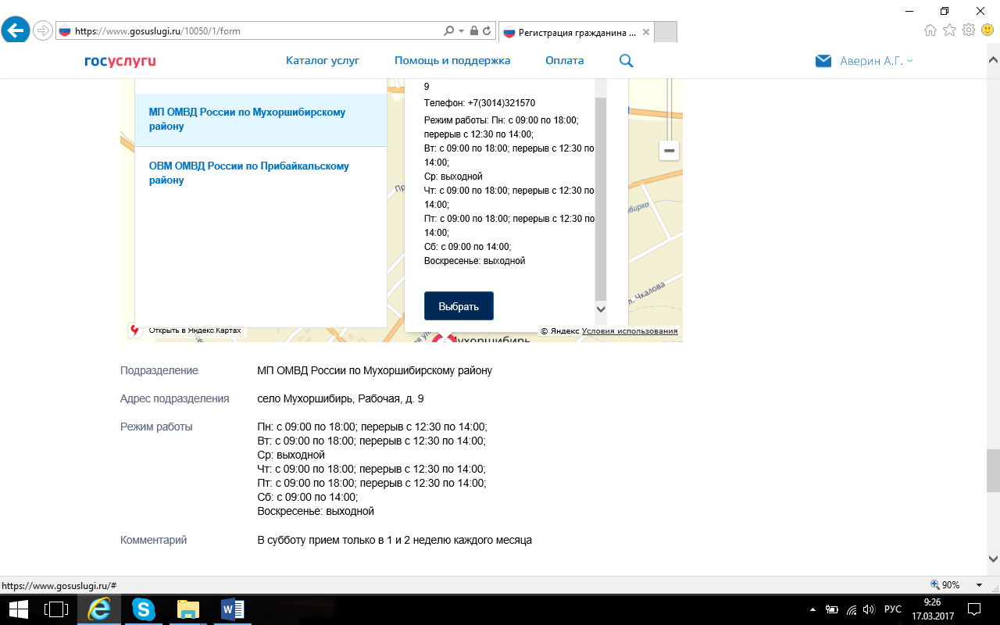 https://www.gosuslugi.ru/10050/1/form
Регистрация гражданина ...
госуслуги
Каталог услуг
Помощь и поддержка
Оплата
Аверин А.Г.
МП ОМВД России по Мухоршибирскому
району
ОВМ ОМВД России по Прибайкальскому
району
9
Телефон: +7(3014)321570
Режим работы: Пн: с 09:00 по 18:00;
перерыв с 12:30 по 14:00;
Вт: с 09:00 по 18:00; перерыв с 12:30 по
14:00;
Ср: выходной
Чт: с 09:00 по 18:00; перерыв с 12:30 по
14:00;
Пт: с 09:00 по 18:00; перерыв с 12:30 по
14:00;
Сб: с 09:00 по 14:00;
Воскресенье: выходной
Выбрать
ул. Чкалова
Открыть в Яндекс.Картах
Мухоршибирь
© Яндекс Условия использования
Подразделение
МП ОМВД России по Мухоршибирскому району
Адрес подразделения
село Мухоршибирь, Рабочая, д. 9
Режим работы
Пн: с 09:00 по 18:00; перерыв с 12:30 по 14:00;
Вт: с 09:00 по 18:00; перерыв с 12:30 по 14:00;
Ср: выходной
Чт: с 09:00 по 18:00; перерыв с 12:30 по 14:00;
Пт: с 09:00 по 18:00; перерыв с 12:30 по 14:00;
Сб: с 09:00 по 14:00;
Воскресенье: выходной
Комментарий
В субботу прием только в 1 и 2 неделю каждого месяца
https://www.gosuslugi.ru/#
90%
РУС
9:26
17.03.2017